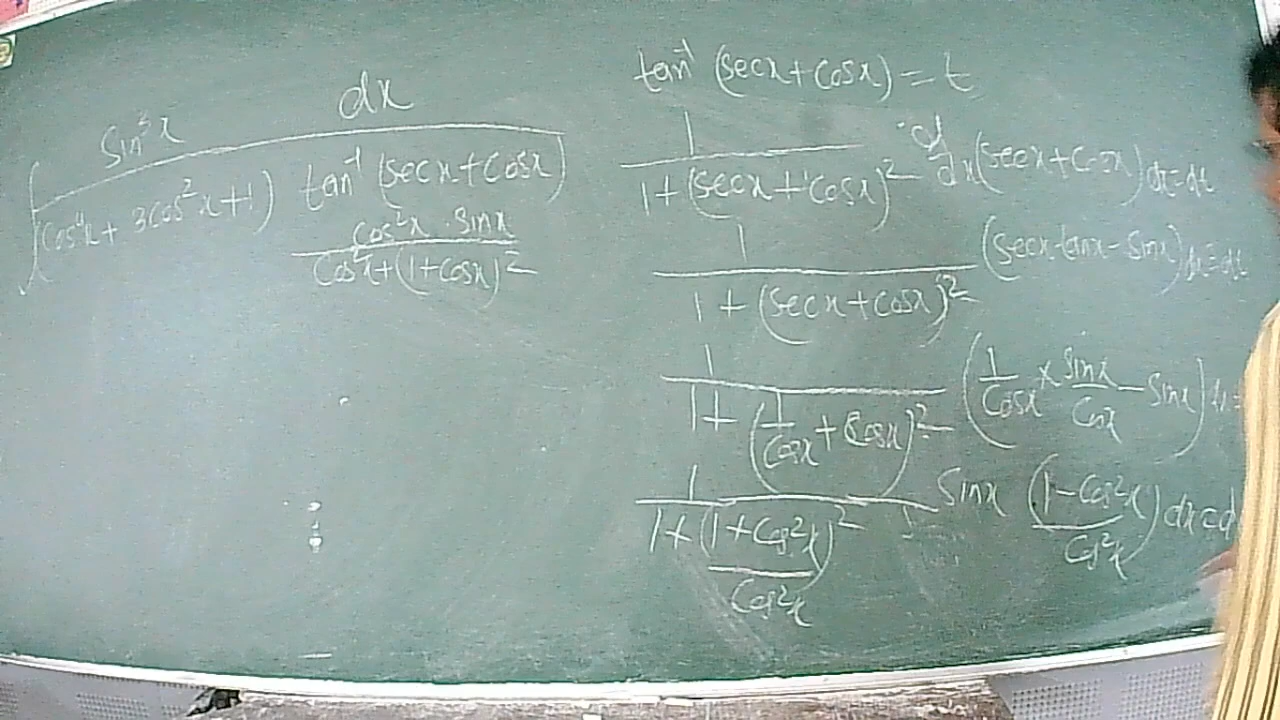 ∫ sin³x dx / (cos⁴x + 3cos²x + 1) tan⁻¹(secx + cosx)
cos²x · sinx / cos²x + (1+cosx)²
tan⁻¹ (secx + cosx) = t
1 / 1 + (secx + cosx)² d/dx (secx + cosx) dx = dt
1 / 1 + (secx + cosx)² (secx tanx - sinx) dx = dt
1 / 1 + (1/cosx + cosx)² (1/cosx × sinx/cosx - sinx) dx =
1 / 1 + (1 + cos²x)² / cos²x sinx (1 - cos²x / cos²x) dx = d